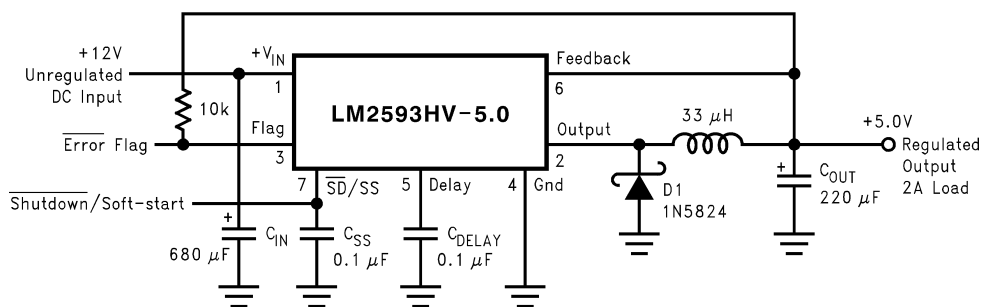 +12V
Unregulated
DC Input
+VIN
1
Feedback
6
10k
LM2593HV-5.0
33 μH
+5.0V
Error Flag
Flag
3
Output
2
Regulated
Output
2A Load
7
SD/SS
5
Delay
4
Gnd
D1
1N5824
+
COUT
220 μF
Shutdown/Soft-start
+
CIN
680 μF
CSS
0.1 μF
CDELAY
0.1 μF